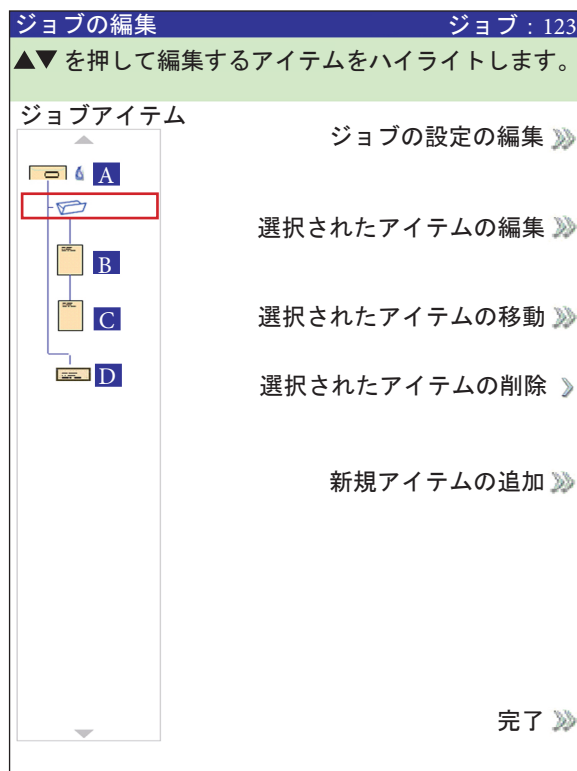 ジョブの編集 ジョブ : 123
▲▼ を押して編集するアイテムをハイライトします。
ジョブアイテム
ジョブの設定の編集
A
選択されたアイテムの編集
B
選択されたアイテムの移動
C
選択されたアイテムの削除
D
新規アイテムの追加
完了